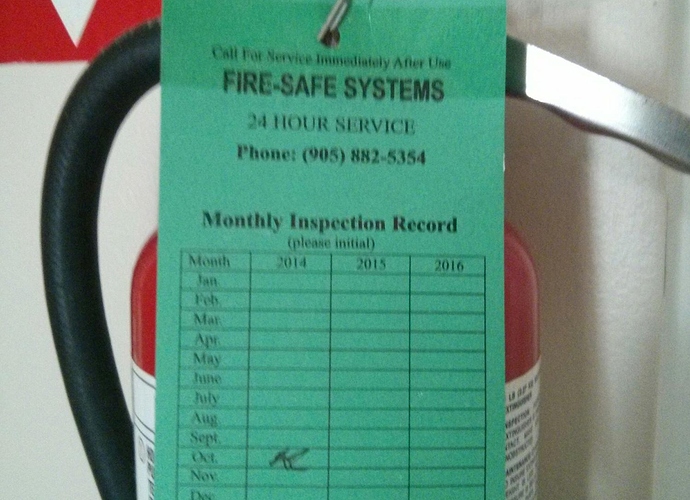 Call For Service Immediately After Use
FIRE-SAFE SYSTEMS
24 HOUR SERVICE
Phone: (905) 882-5354
Monthly Inspection Record
(please initial)
Month 2014 2015 2016
Jan.
Feb.
Mar.
Apr.
May
June
July
Aug
Sept.
Oct.
Nov.
Dec.